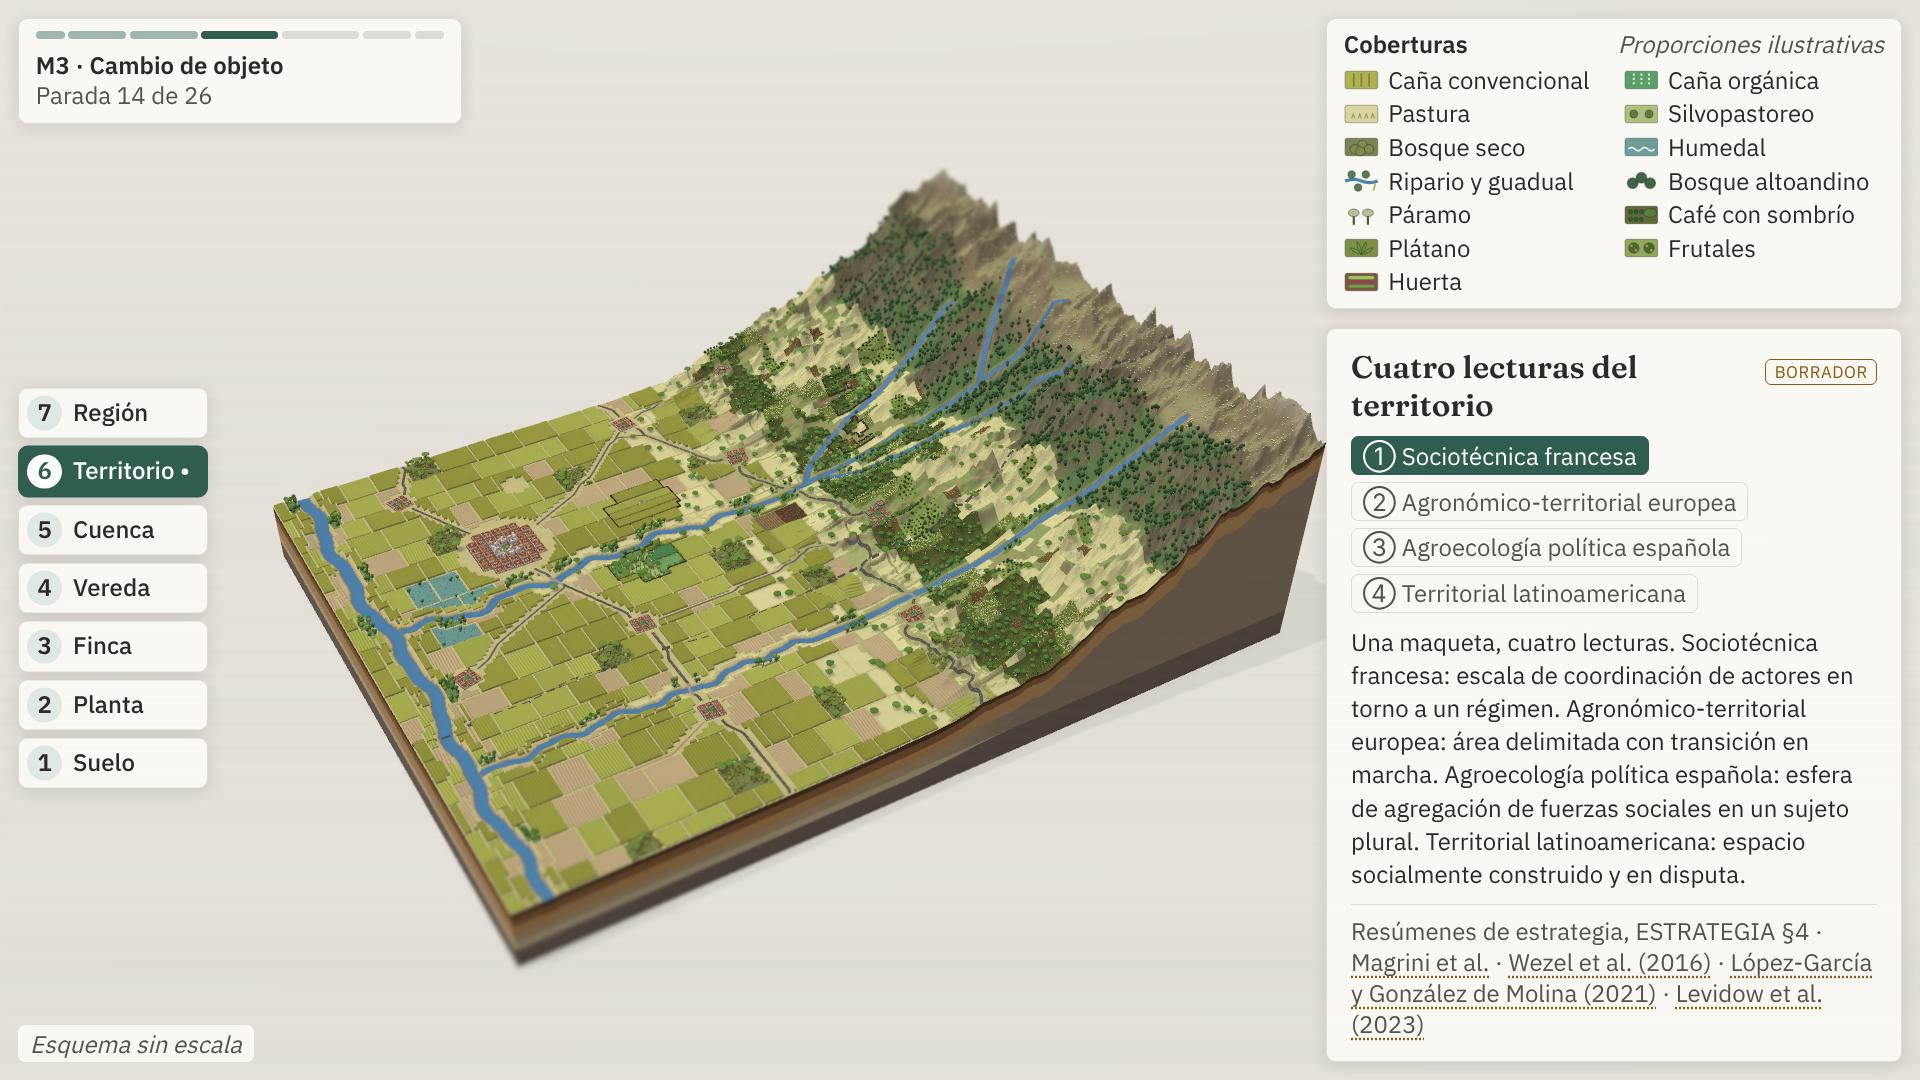 M3 · Cambio de objeto
Parada 14 de 26
7 Región
6 Territorio •
5 Cuenca
4 Vereda
3 Finca
2 Planta
1 Suelo
Esquema sin escala
Coberturas
Proporciones ilustrativas
Caña convencional
Caña orgánica
Pastura
Silvopastoreo
Bosque seco
Humedal
Ripario y guadual
Bosque altoandino
Páramo
Café con sombrío
Plátano
Frutales
Huerta
Cuatro lecturas del
territorio
BORRADOR
1 Sociotécnica francesa
2 Agronómico-territorial europea
3 Agroecología política española
4 Territorial latinoamericana
Una maqueta, cuatro lecturas. Sociotécnica
francesa: escala de coordinación de actores en
torno a un régimen. Agronómico-territorial
europea: área delimitada con transición en
marcha. Agroecología política española: esfera
de agregación de fuerzas sociales en un sujeto
plural. Territorial latinoamericana: espacio
socialmente construido y en disputa.
Resúmenes de estrategia, ESTRATEGIA §4 ·
Magrini et al. · Wezel et al. (2016) · López-García
y González de Molina (2021) · Levidow et al.
(2023)